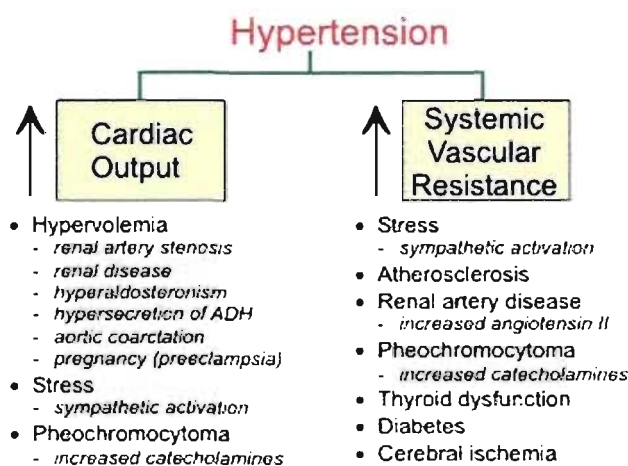 Hypertension
Cardiac
Output
• Hypervolemia
- renal artery stenosis
- renal disease
- hyperaldosteronism
- hypersecretion of ADH
- aortic coarctation
- pregnancy (preeclampsia)
• Stress
- sympathetic activation
• Pheochromocytoma
- increased catecholamines
Systemic
Vascular
Resistance
• Stress
- sympathetic activation
• Atherosclerosis
• Renal artery disease
- increased angiotensin II
• Pheochromocytoma
- increased catecholamines
• Thyroid dysfunction
• Diabetes
• Cerebral ischemia